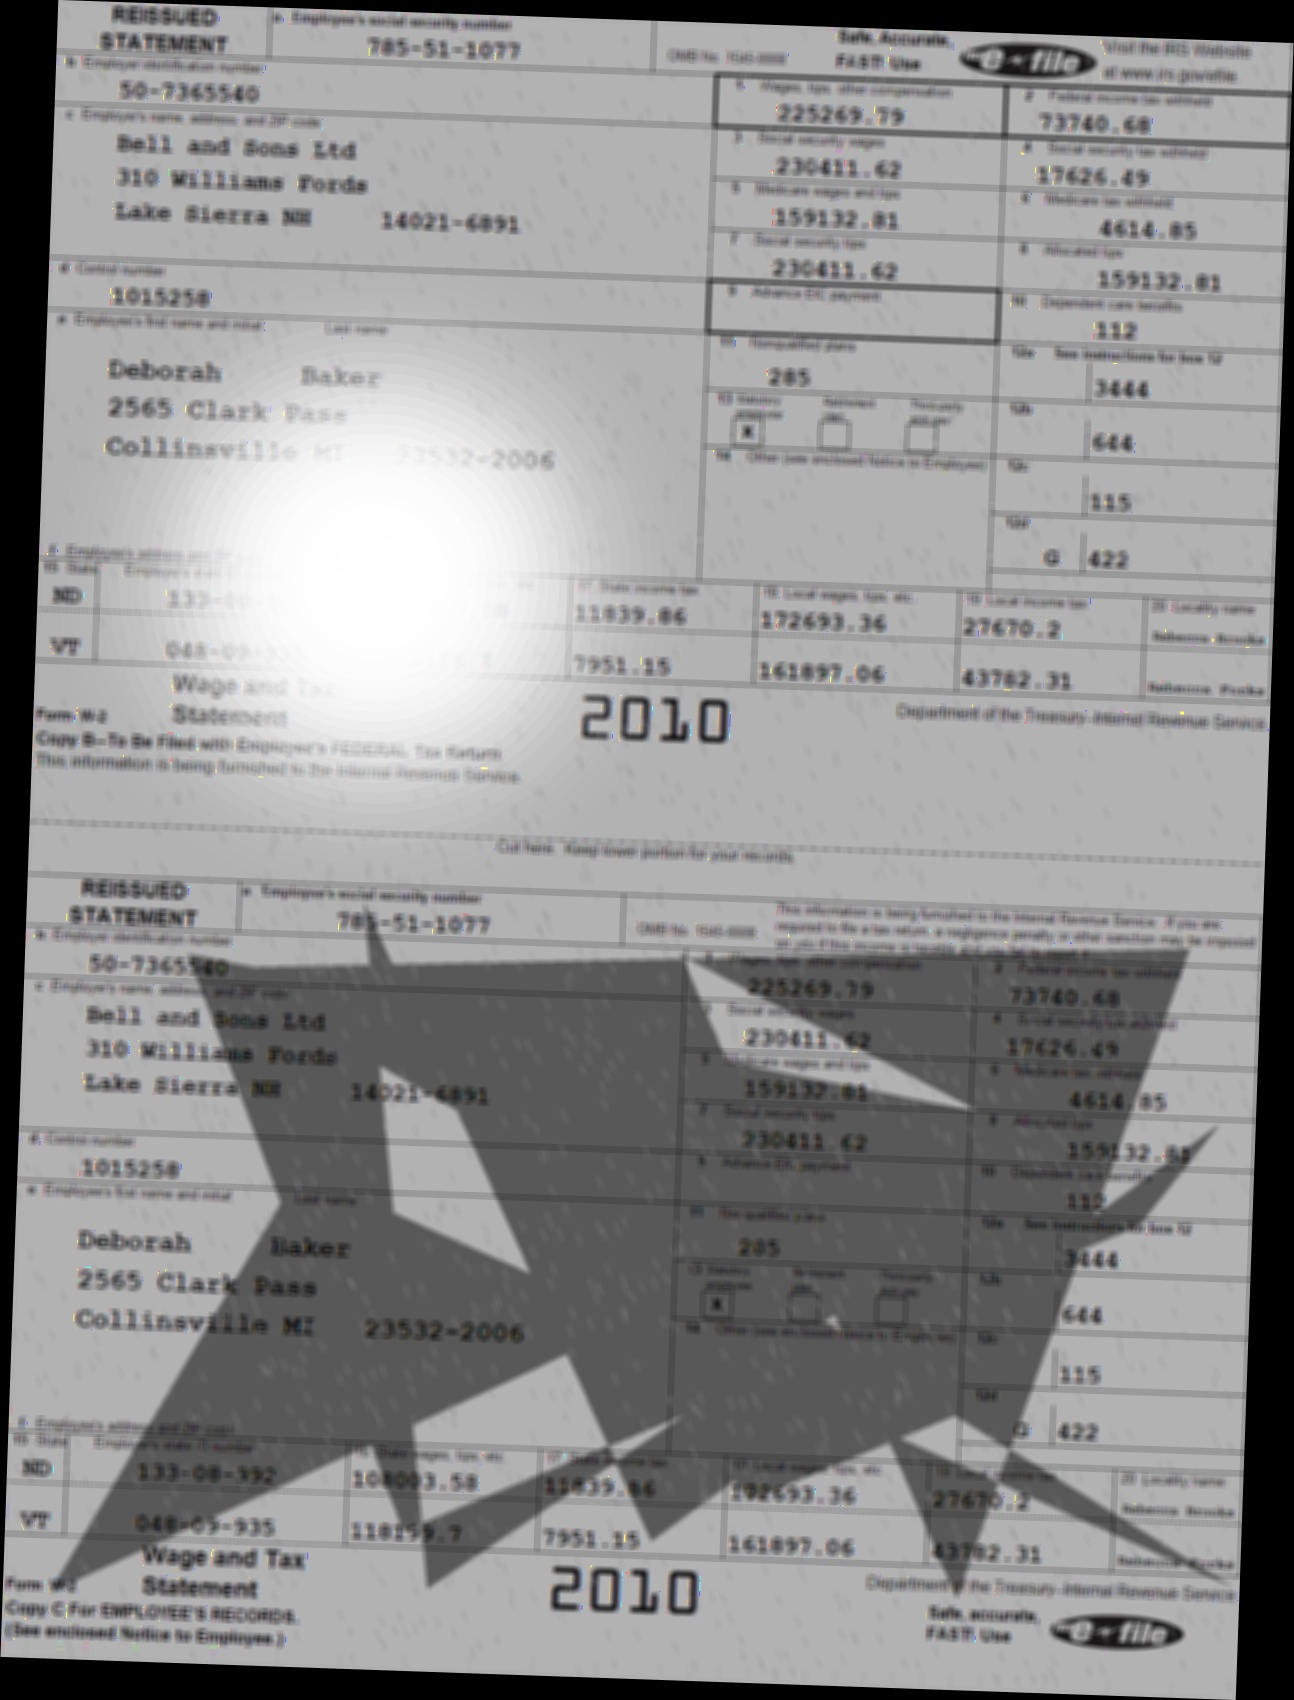 REISSUED STATEMENT
a Employee's social security number
785-51-1077
OMB No. 1545-0008
Safe, Accurate, FAST! Use
e file
Visit the IRS Website at www.irs.gov/efile.
b Employer identification number
50-7365540
1 Wages, tips, other compensation
225269.79
2 Federal income tax withheld
73740.68
c Employer's name, address, and ZIP code
Bell and Sons Ltd
310 Williams Fords
Lake Sierra NH 14021-6891
3 Social security wages
230411.62
4 Social security tax withheld
17626.49
5 Medicare wages and tips
159132.81
6 Medicare tax withheld
4614.85
7 Social security tips
230411.62
8 Allocated tips
159132.81
d Control number
1015258
9 Advance EIC payment
10 Dependent care benefits
112
e Employee's first name and initial Last name
Deborah Baker
2565 Clark Pass
Collinsville MI 23532-2006
11 Nonqualified plans
285
12a See instructions for box 12
3444
13 Statutory employee
X
Retirement plan
Third-party sick pay
12b
644
14 Other (see enclosed Notice to Employee)
12c
115
12d
G 422
f Employee's address and
15 State
17 State income tax
18 Local wages, tips, etc.
19 Local income tax
20 Locality name
ND 11839.86 172693.36 27670.2
VT 048-09-935 7951.15 161897.06 43782.31
Wage and Tax
Statement
Form W-2
2010
Department of the Treasury-Internal Revenue Service
Copy B-To Be Filed with Employee's FEDERAL Tax Return
This information is being furnished to the Internal Revenue Service.
Cut here. Keep lower portion for your records.
REISSUED STATEMENT
a Employee's social security number
785-51-1077
OMB No. 1545-0008
This information is being furnished to the Internal Revenue Service. If you are
required to file a tax return, a negligence penalty or other sanction may be imposed
on you if this income is taxable and you fail to report it.
b Employer identification number
50-7365540
1 Wages, tips, other compensation
225269.79
2 Federal income tax withheld
73740.68
c Employer's name, address, and ZIP code
Bell and Sons Ltd
310 Williams Fords
Lake Sierra NH 14021-6891
3 Social security wages
230411.62
4 Social security tax withheld
17626.49
5 Medicare wages and tips
159132.81
6 Medicare tax withheld
4614.85
7 Social security tips
230411.62
8 Allocated tips
159132.81
d Control number
1015258
9 Advance EIC payment
10 Dependent care benefits
112
e Employee's first name and initial Last name
Deborah Baker
2565 Clark Pass
Collinsville MI 23532-2006
11 Nonqualified plans
285
12a See instructions for box 12
3444
13 Statutory employee
X
Retirement plan
Third-party sick pay
12b
644
14 Other (see enclosed Notice to Employee)
12c
115
12d
G 422
f Employee's address and ZIP code
15 State
Employer's state ID number
16 State wages, tips, etc.
17 State income tax
18 Local wages, tips, etc.
19 Local income tax
20 Locality name
ND 133-08-392 108003.58 11839.86 172693.36 27670.2
VT 048-09-935 118159.7 7951.15 161897.06 43782.31
Wage and Tax
Statement
Form W-2
2010
Department of the Treasury-Internal Revenue Service
Copy C For EMPLOYEE'S RECORDS.
(See enclosed Notice to Employee.)
Safe, accurate, FAST! Use
e file